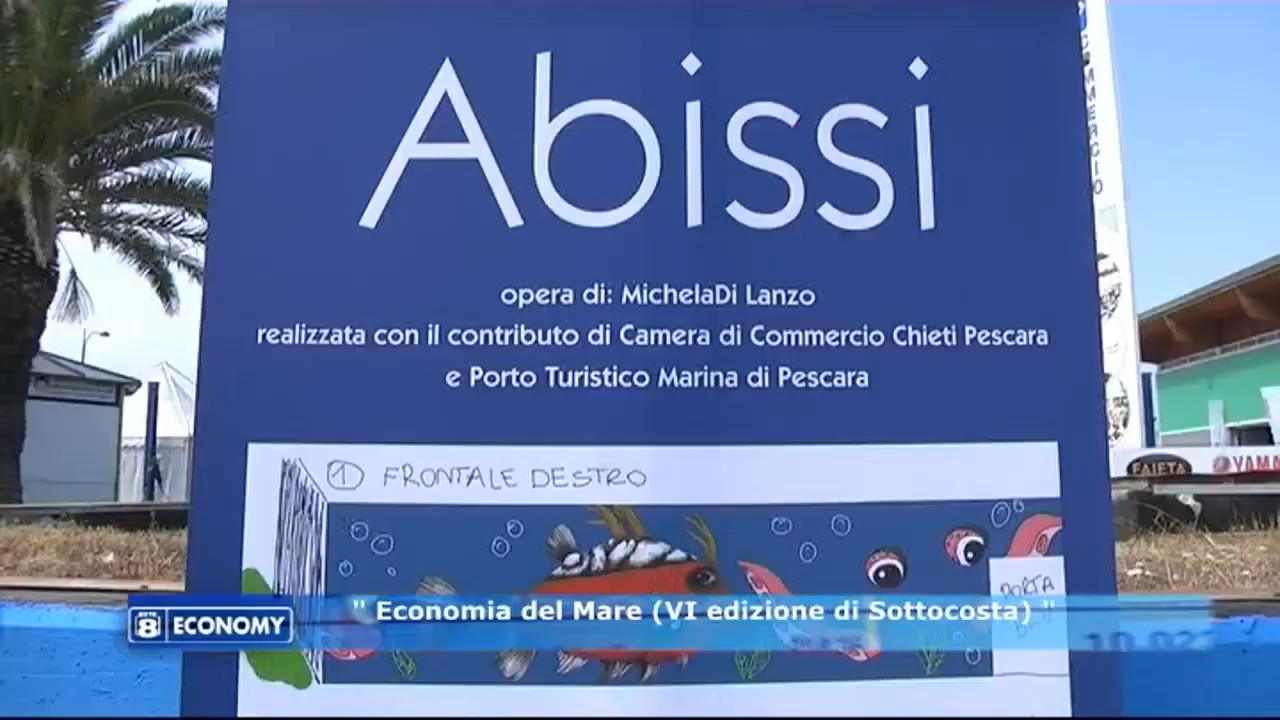 Abissi
opera di: MichelaDi Lanzo
realizzata con il contributo di Camera di Commercio Chieti Pescara
e Porto Turistico Marina di Pescara
1 FRONTALE DESTRO
FAIETA
YAMA
PORTA
8 ECONOMY
" Economia del Mare (VI edizione di Sottocosta) "